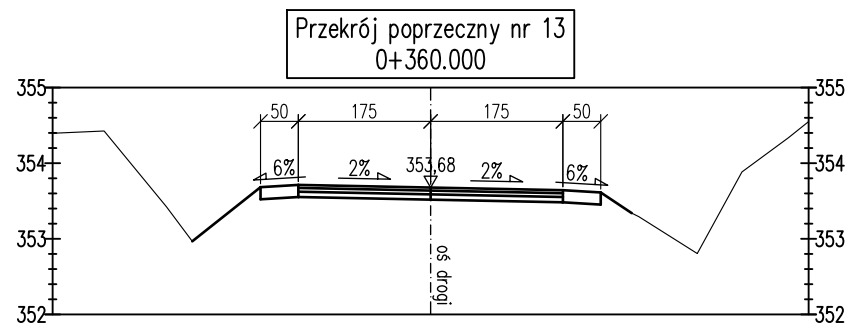 Przekrój poprzeczny nr 13
0+360.000
355 355
50 175 175 50
354 354
6% 2% 353,68 2% 6%
353 353
oś drogi
352 352